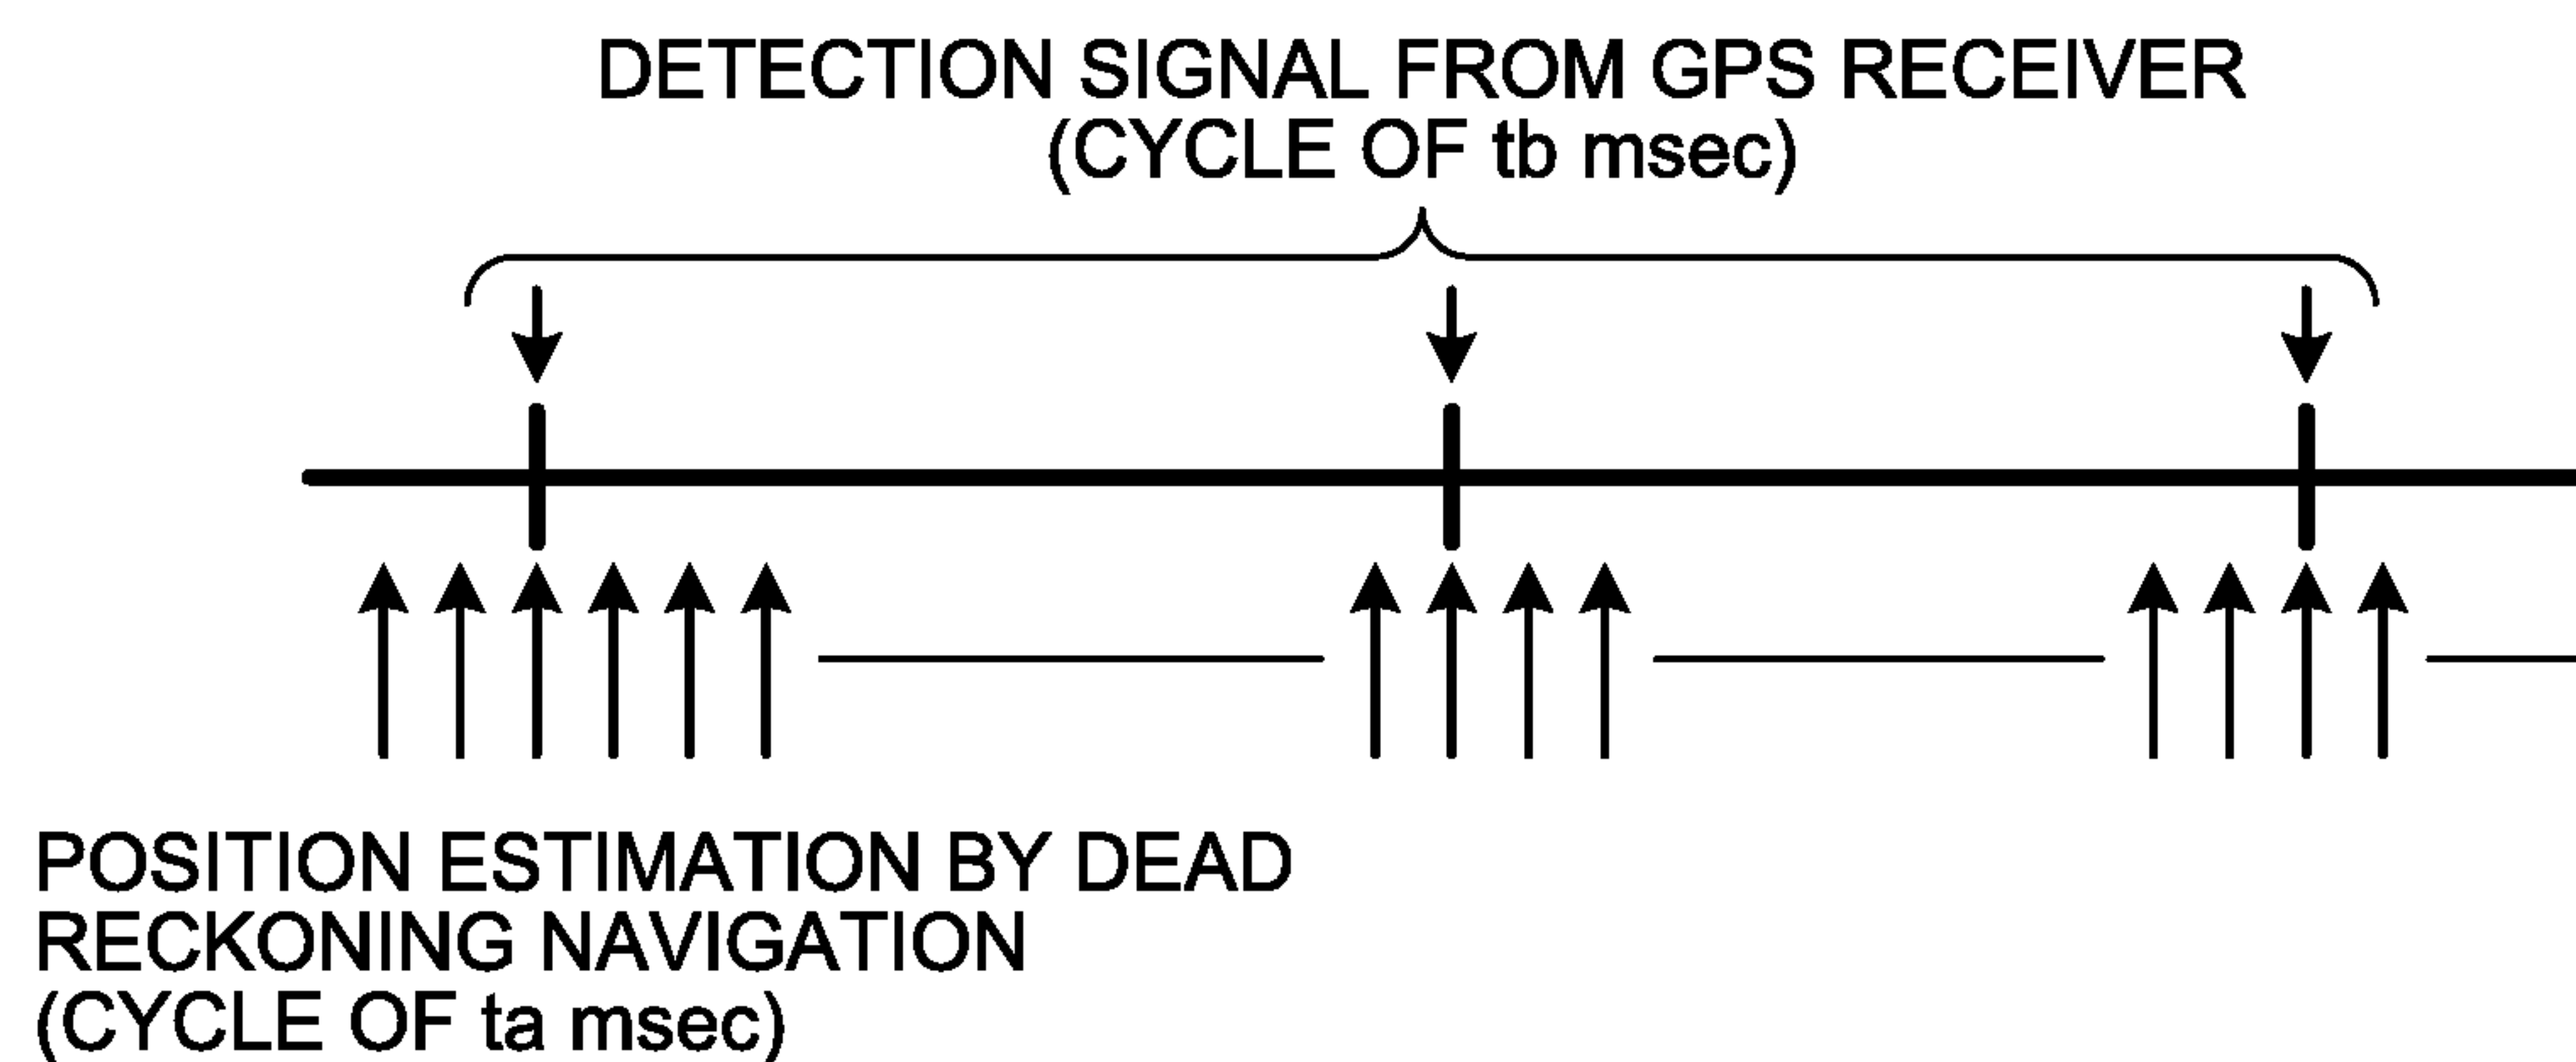 DETECTION SIGNAL FROM GPS RECEIVER
(CYCLE OF tb msec)
POSITION ESTIMATION BY DEAD
RECKONING NAVIGATION
(CYCLE OF ta msec)